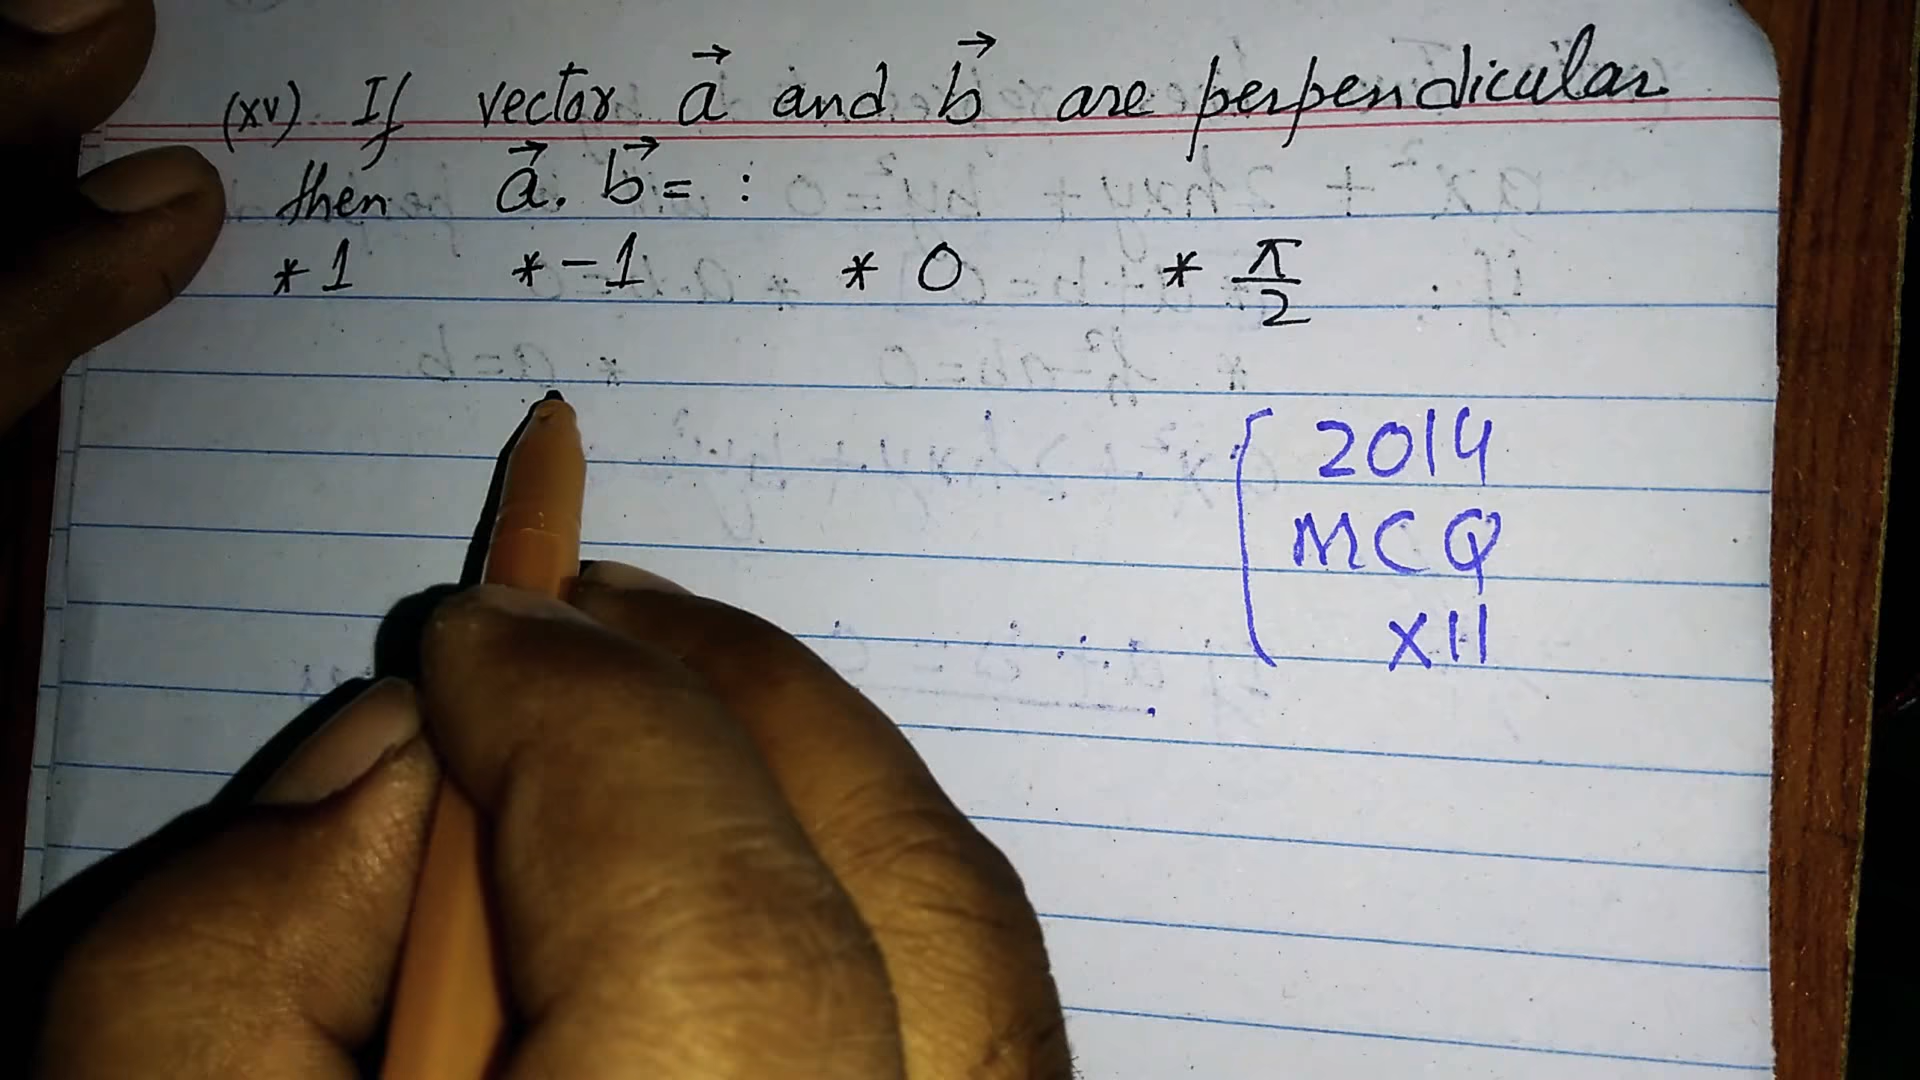 (xv) If vector a⃗ and b⃗ are perpendicular
then a⃗. b⃗ = :
* 1 * -1 * 0 * π/2
2014
MCQ
XII